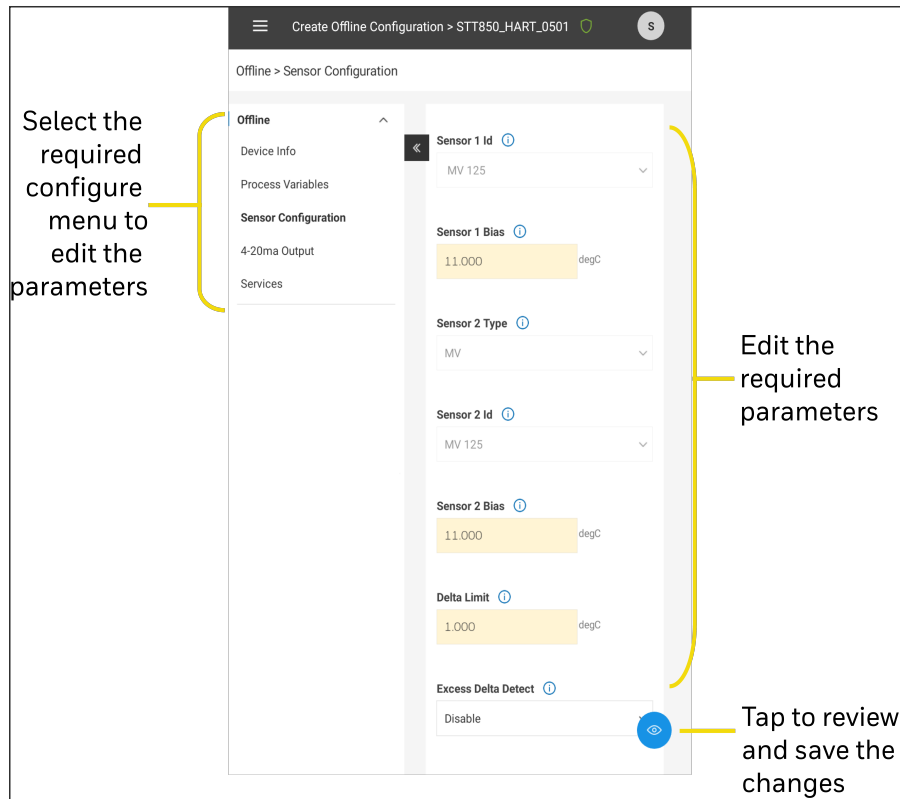 Create Offline Configuration > STT850_HART_0501
S
Offline > Sensor Configuration
Select the
required
configure
menu to
edit the
parameters
Offline
Device Info
Process Variables
Sensor Configuration
4-20ma Output
Services
Sensor 1 Id
MV 125
Sensor 1 Bias
11.000 degC
Sensor 2 Type
MV
Sensor 2 Id
MV 125
Sensor 2 Bias
11.000 degC
Delta Limit
1.000 degC
Excess Delta Detect
Disable
Edit the
required
parameters
Tap to review
and save the
changes